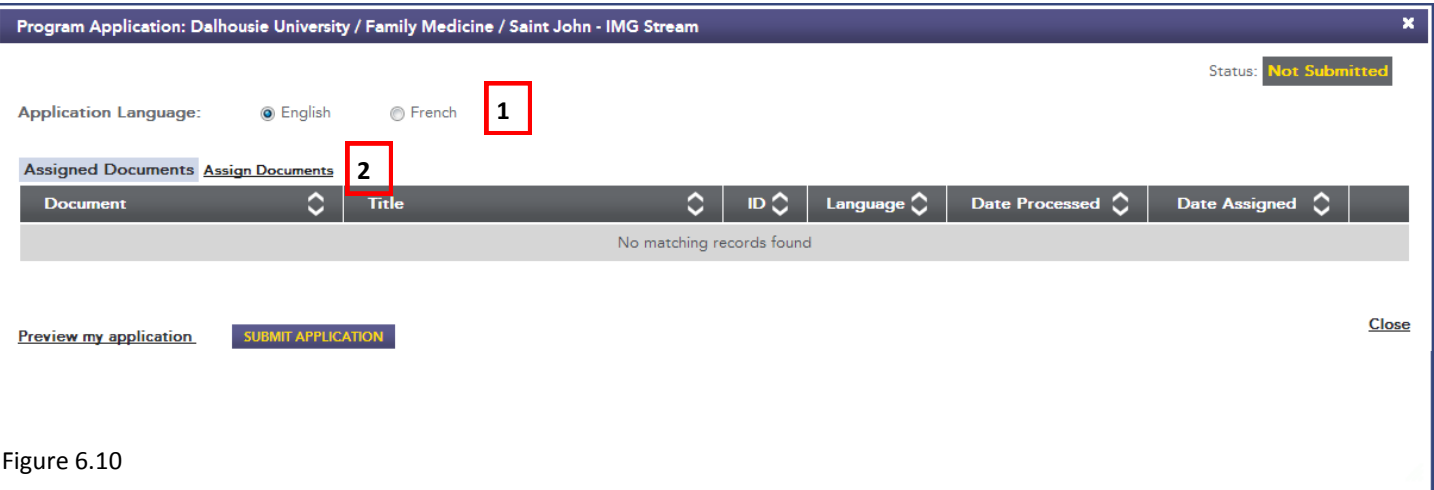 Program Application: Dalhousie University / Family Medicine / Saint John - IMG Stream x
Status: Not Submitted
Application Language: English French 1
Assigned Documents Assign Documents 2
Document Title ID Language Date Processed Date Assigned
No matching records found
Close
Preview my application SUBMIT APPLICATION
Figure 6.10